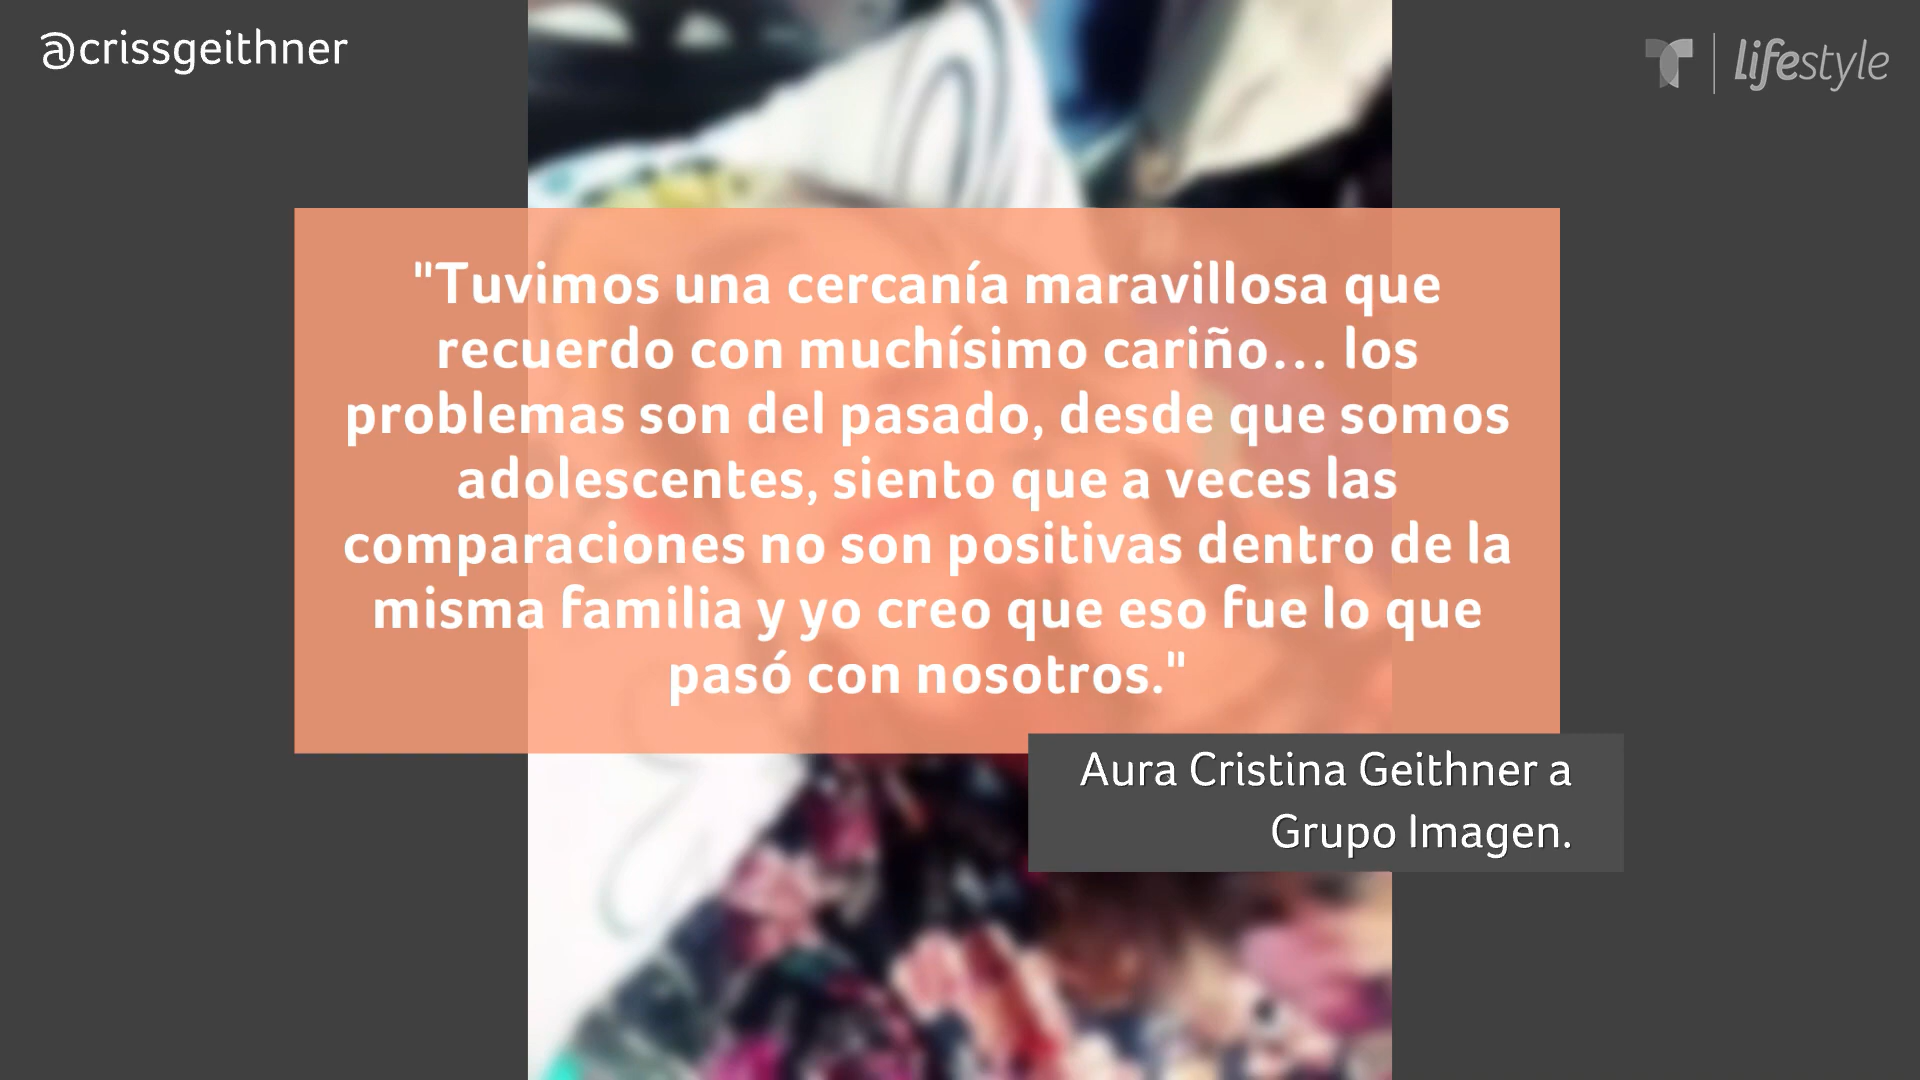 @crissgeithner
lifestyle
"Tuvimos una cercanía maravillosa que
recuerdo con muchísimo cariño... los
problemas son del pasado, desde que somos
adolescentes, siento que a veces las
comparaciones no son positivas dentro de la
misma familia y yo creo que eso fue lo que
pasó con nosotros."
Aura Cristina Geithner a
Grupo Imagen.